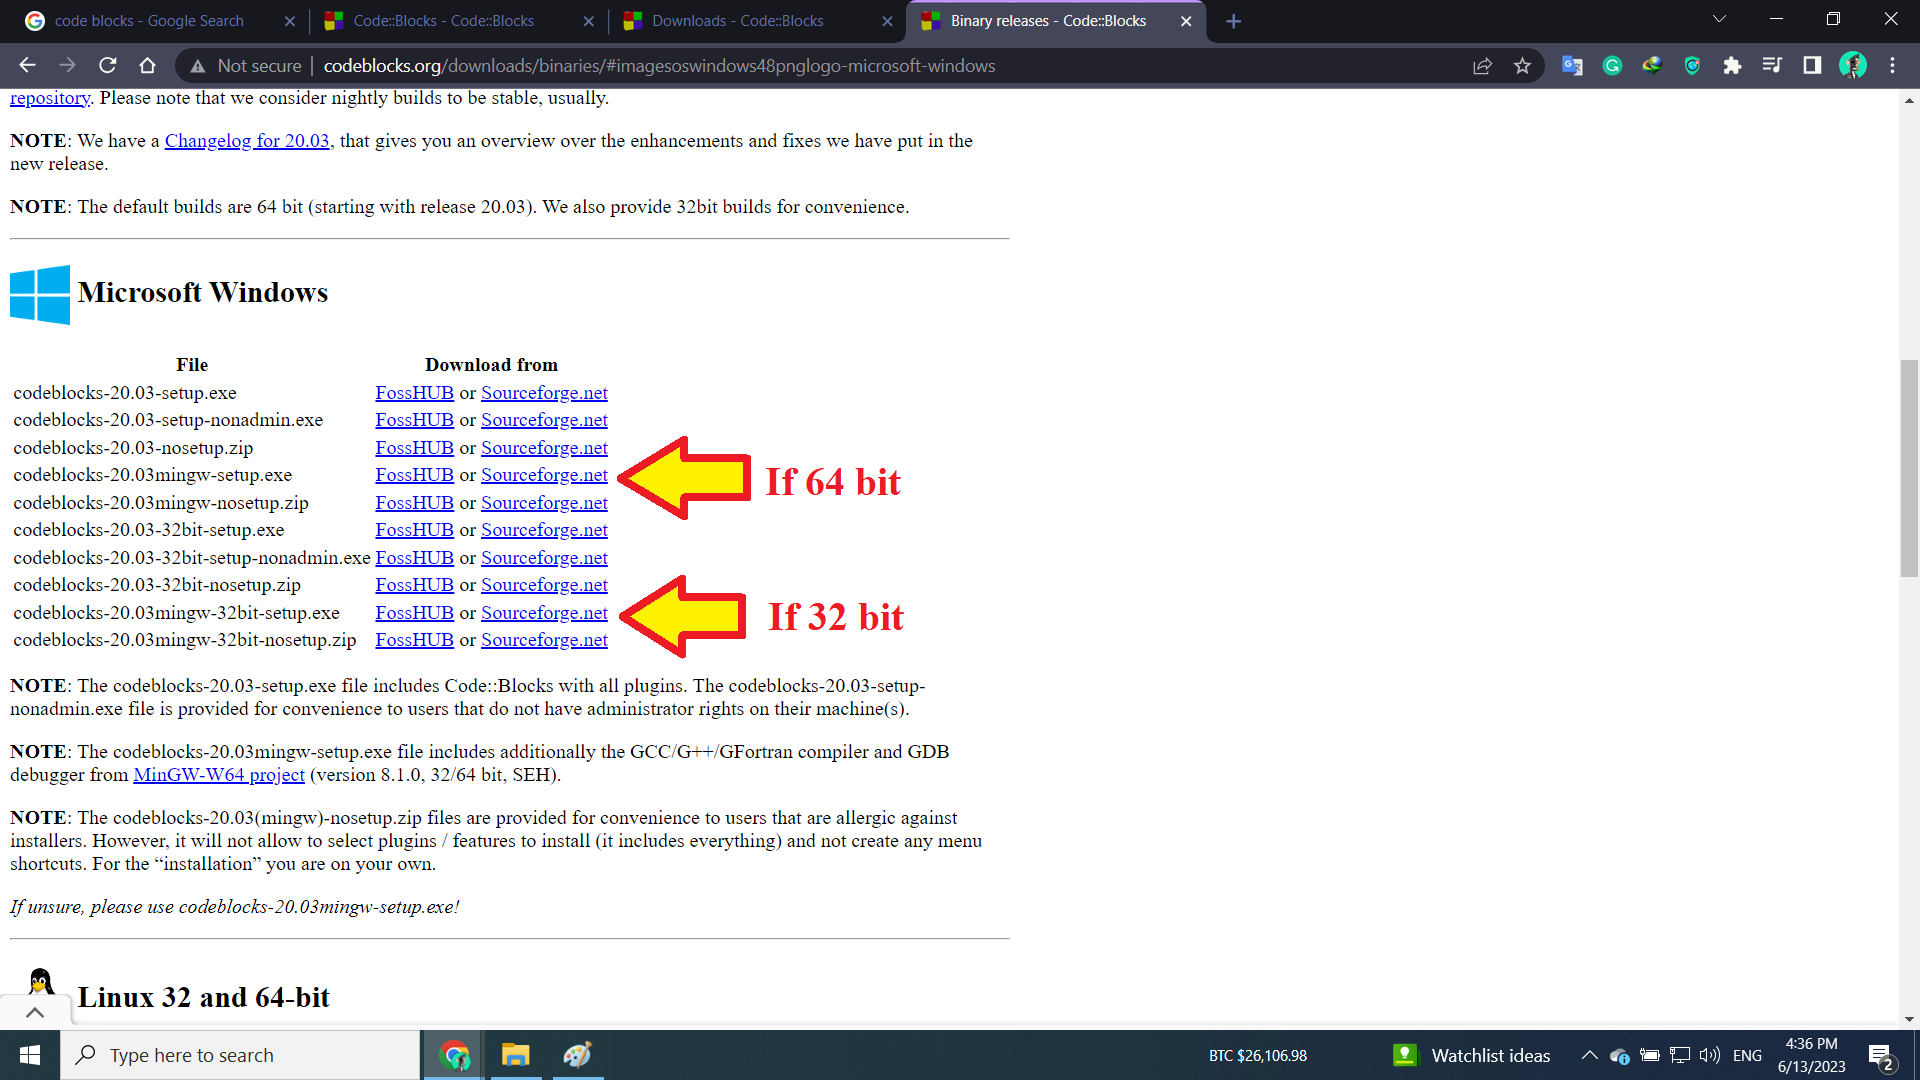 code blocks - Google Search
Code::Blocks - Code::Blocks
Downloads - Code::Blocks
Binary releases - Code::Blocks
Not secure
codeblocks.org/downloads/binaries/#imagesoswindows48pnglogo-microsoft-windows
repository. Please note that we consider nightly builds to be stable, usually.
NOTE: We have a Changelog for 20.03, that gives you an overview over the enhancements and fixes we have put in the
new release.
NOTE: The default builds are 64 bit (starting with release 20.03). We also provide 32bit builds for convenience.
Microsoft Windows
File Download from
codeblocks-20.03-setup.exe FossHUB or Sourceforge.net
codeblocks-20.03-setup-nonadmin.exe FossHUB or Sourceforge.net
codeblocks-20.03-nosetup.zip FossHUB or Sourceforge.net
codeblocks-20.03mingw-setup.exe FossHUB or Sourceforge.net
If 64 bit
codeblocks-20.03mingw-nosetup.zip FossHUB or Sourceforge.net
codeblocks-20.03-32bit-setup.exe FossHUB or Sourceforge.net
codeblocks-20.03-32bit-setup-nonadmin.exe FossHUB or Sourceforge.net
codeblocks-20.03-32bit-nosetup.zip FossHUB or Sourceforge.net
codeblocks-20.03mingw-32bit-setup.exe FossHUB or Sourceforge.net
If 32 bit
codeblocks-20.03mingw-32bit-nosetup.zip FossHUB or Sourceforge.net
NOTE: The codeblocks-20.03-setup.exe file includes Code::Blocks with all plugins. The codeblocks-20.03-setup-
nonadmin.exe file is provided for convenience to users that do not have administrator rights on their machine(s).
NOTE: The codeblocks-20.03mingw-setup.exe file includes additionally the GCC/G++/GFortran compiler and GDB
debugger from MinGW-W64 project (version 8.1.0, 32/64 bit, SEH).
NOTE: The codeblocks-20.03(mingw)-nosetup.zip files are provided for convenience to users that are allergic against
installers. However, it will not allow to select plugins / features to install (it includes everything) and not create any menu
shortcuts. For the “installation” you are on your own.
If unsure, please use codeblocks-20.03mingw-setup.exe!
Linux 32 and 64-bit
Type here to search
BTC $26,106.98
Watchlist ideas
ENG
4:36 PM
6/13/2023
2